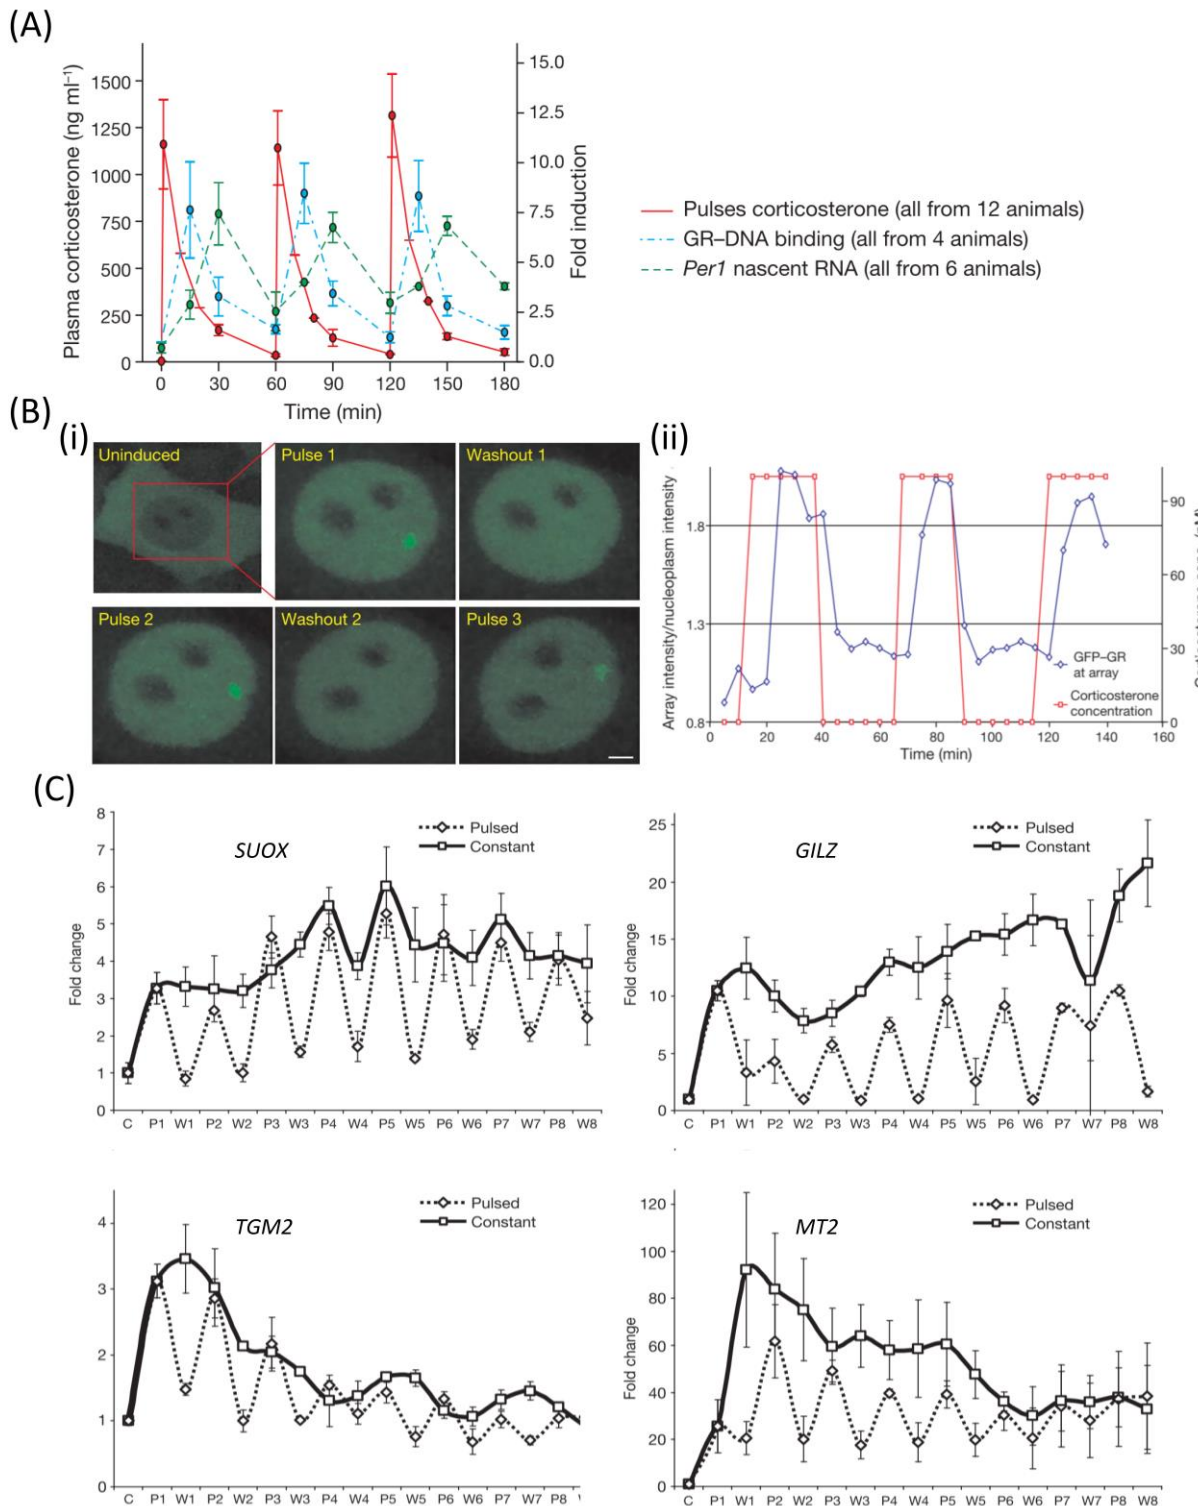 (A)
Plasma corticosterone (ng ml⁻¹)
1500
1250
1000
750
500
250
0
15.0
12.5
10.0
7.5
5.0
2.5
0.0
Fold induction
0 30 60 90 120 150 180
Time (min)
Pulses corticosterone (all from 12 animals)
GR–DNA binding (all from 4 animals)
Per1 nascent RNA (all from 6 animals)
(B)
(i)
Uninduced
Pulse 1
Washout 1
Pulse 2
Washout 2
Pulse 3
(ii)
Array intensity/nucleoplasm intensity
1.8
1.3
0.8
90
60
30
0
GFP–GR
at array
Corticosterone
concentration
0 20 40 60 80 100 120 140 160
Time (min)
(C)
Fold change
8
7
6
5
4
3
2
1
0
SUOX
Pulsed
Constant
C P1 W1 P2 W2 P3 W3 P4 W4 P5 W5 P6 W6 P7 W7 P8 W8
Fold change
25
20
15
10
5
0
GILZ
Pulsed
Constant
C P1 W1 P2 W2 P3 W3 P4 W4 P5 W5 P6 W6 P7 W7 P8 W8
Fold change
4
3
2
1
0
TGM2
Pulsed
Constant
C P1 W1 P2 W2 P3 W3 P4 W4 P5 W5 P6 W6 P7 W7 P8
Fold change
120
100
80
60
40
20
0
MT2
Pulsed
Constant
C P1 W1 P2 W2 P3 W3 P4 W4 P5 W5 P6 W6 P7 W7 P8 W8